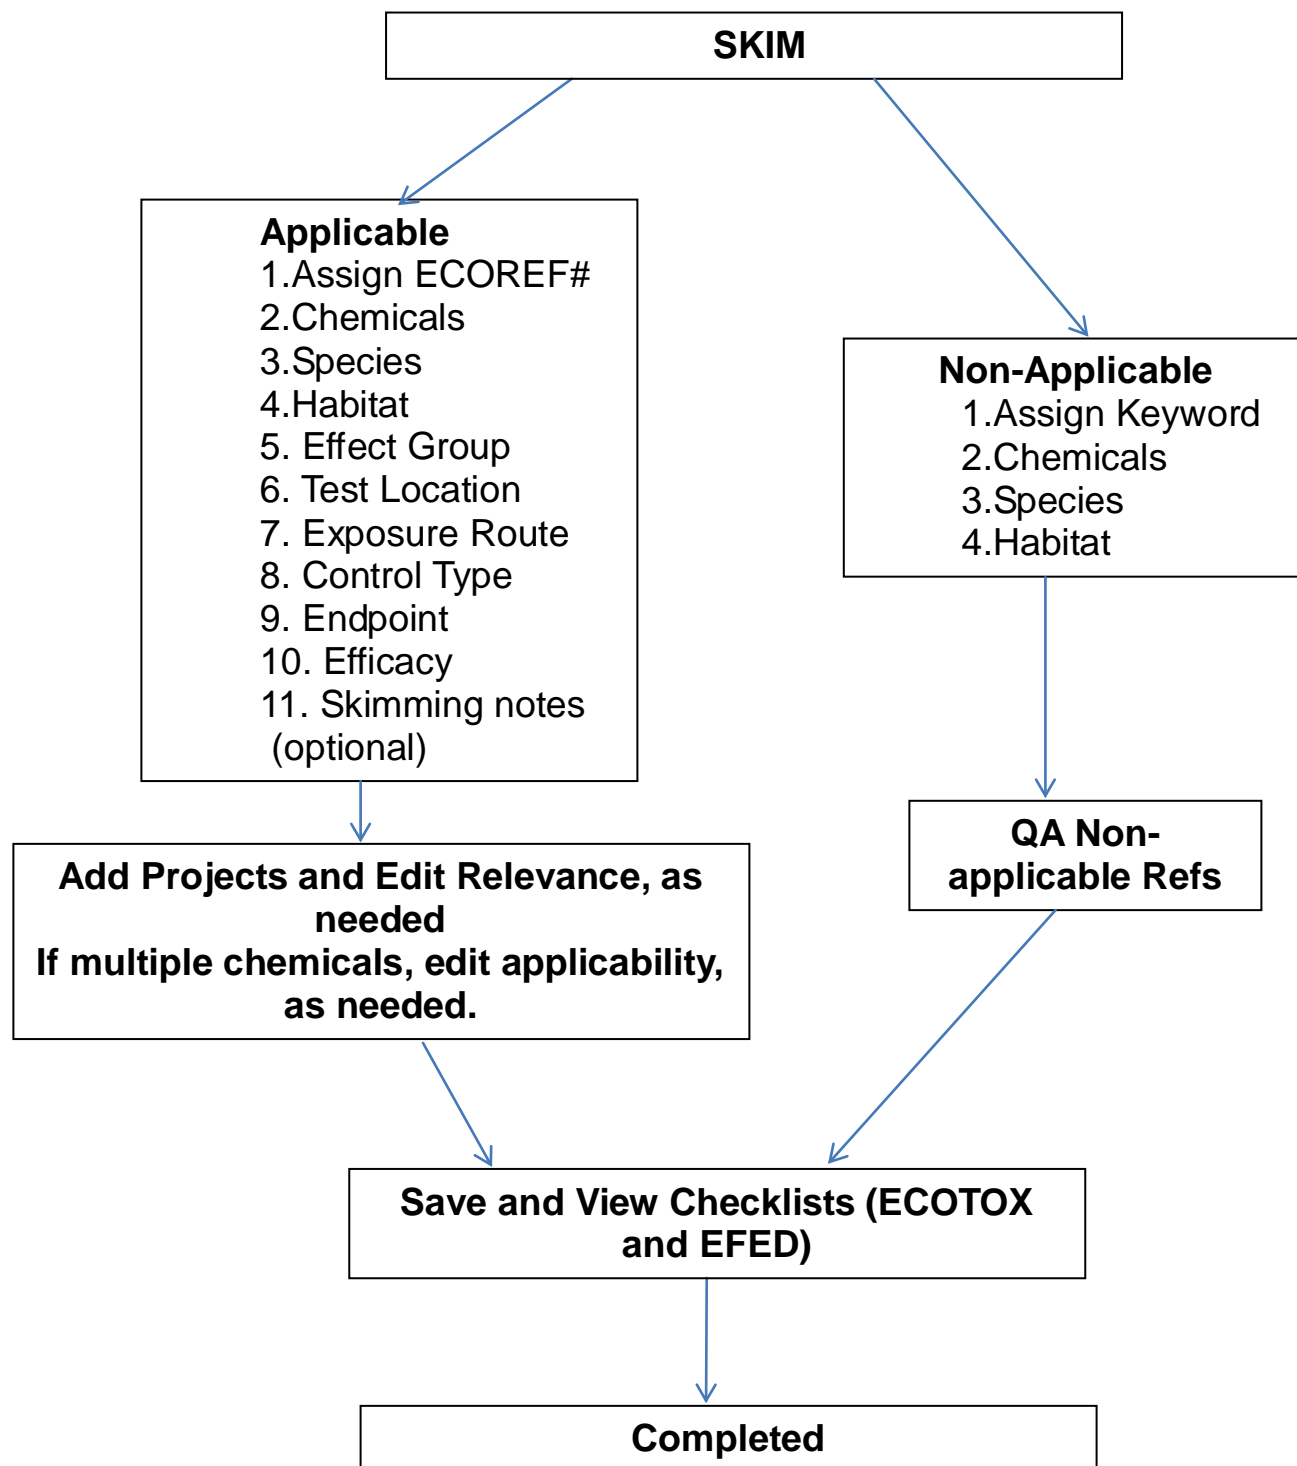 SKIM
Applicable
1.Assign ECOREF#
2.Chemicals
3.Species
4.Habitat
5. Effect Group
6. Test Location
7. Exposure Route
8. Control Type
9. Endpoint
10. Efficacy
11. Skimming notes
(optional)
Non-Applicable
1.Assign Keyword
2.Chemicals
3.Species
4.Habitat
Add Projects and Edit Relevance, as
needed
If multiple chemicals, edit applicability,
as needed.
QA Non-
applicable Refs
Save and View Checklists (ECOTOX
and EFED)
Completed